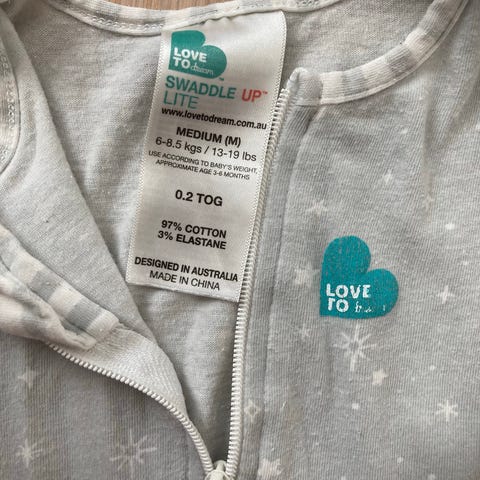 LOVE
TO dream
SWADDLE UP™
LITE
www.lovetodream.com.au
MEDIUM (M)
6-8.5 kgs / 13-19 lbs
USE ACCORDING TO BABY'S WEIGHT,
APPROXIMATE AGE 3-6 MONTHS
0.2 TOG
97% COTTON
3% ELASTANE
DESIGNED IN AUSTRALIA
MADE IN CHINA
LOVE
TO